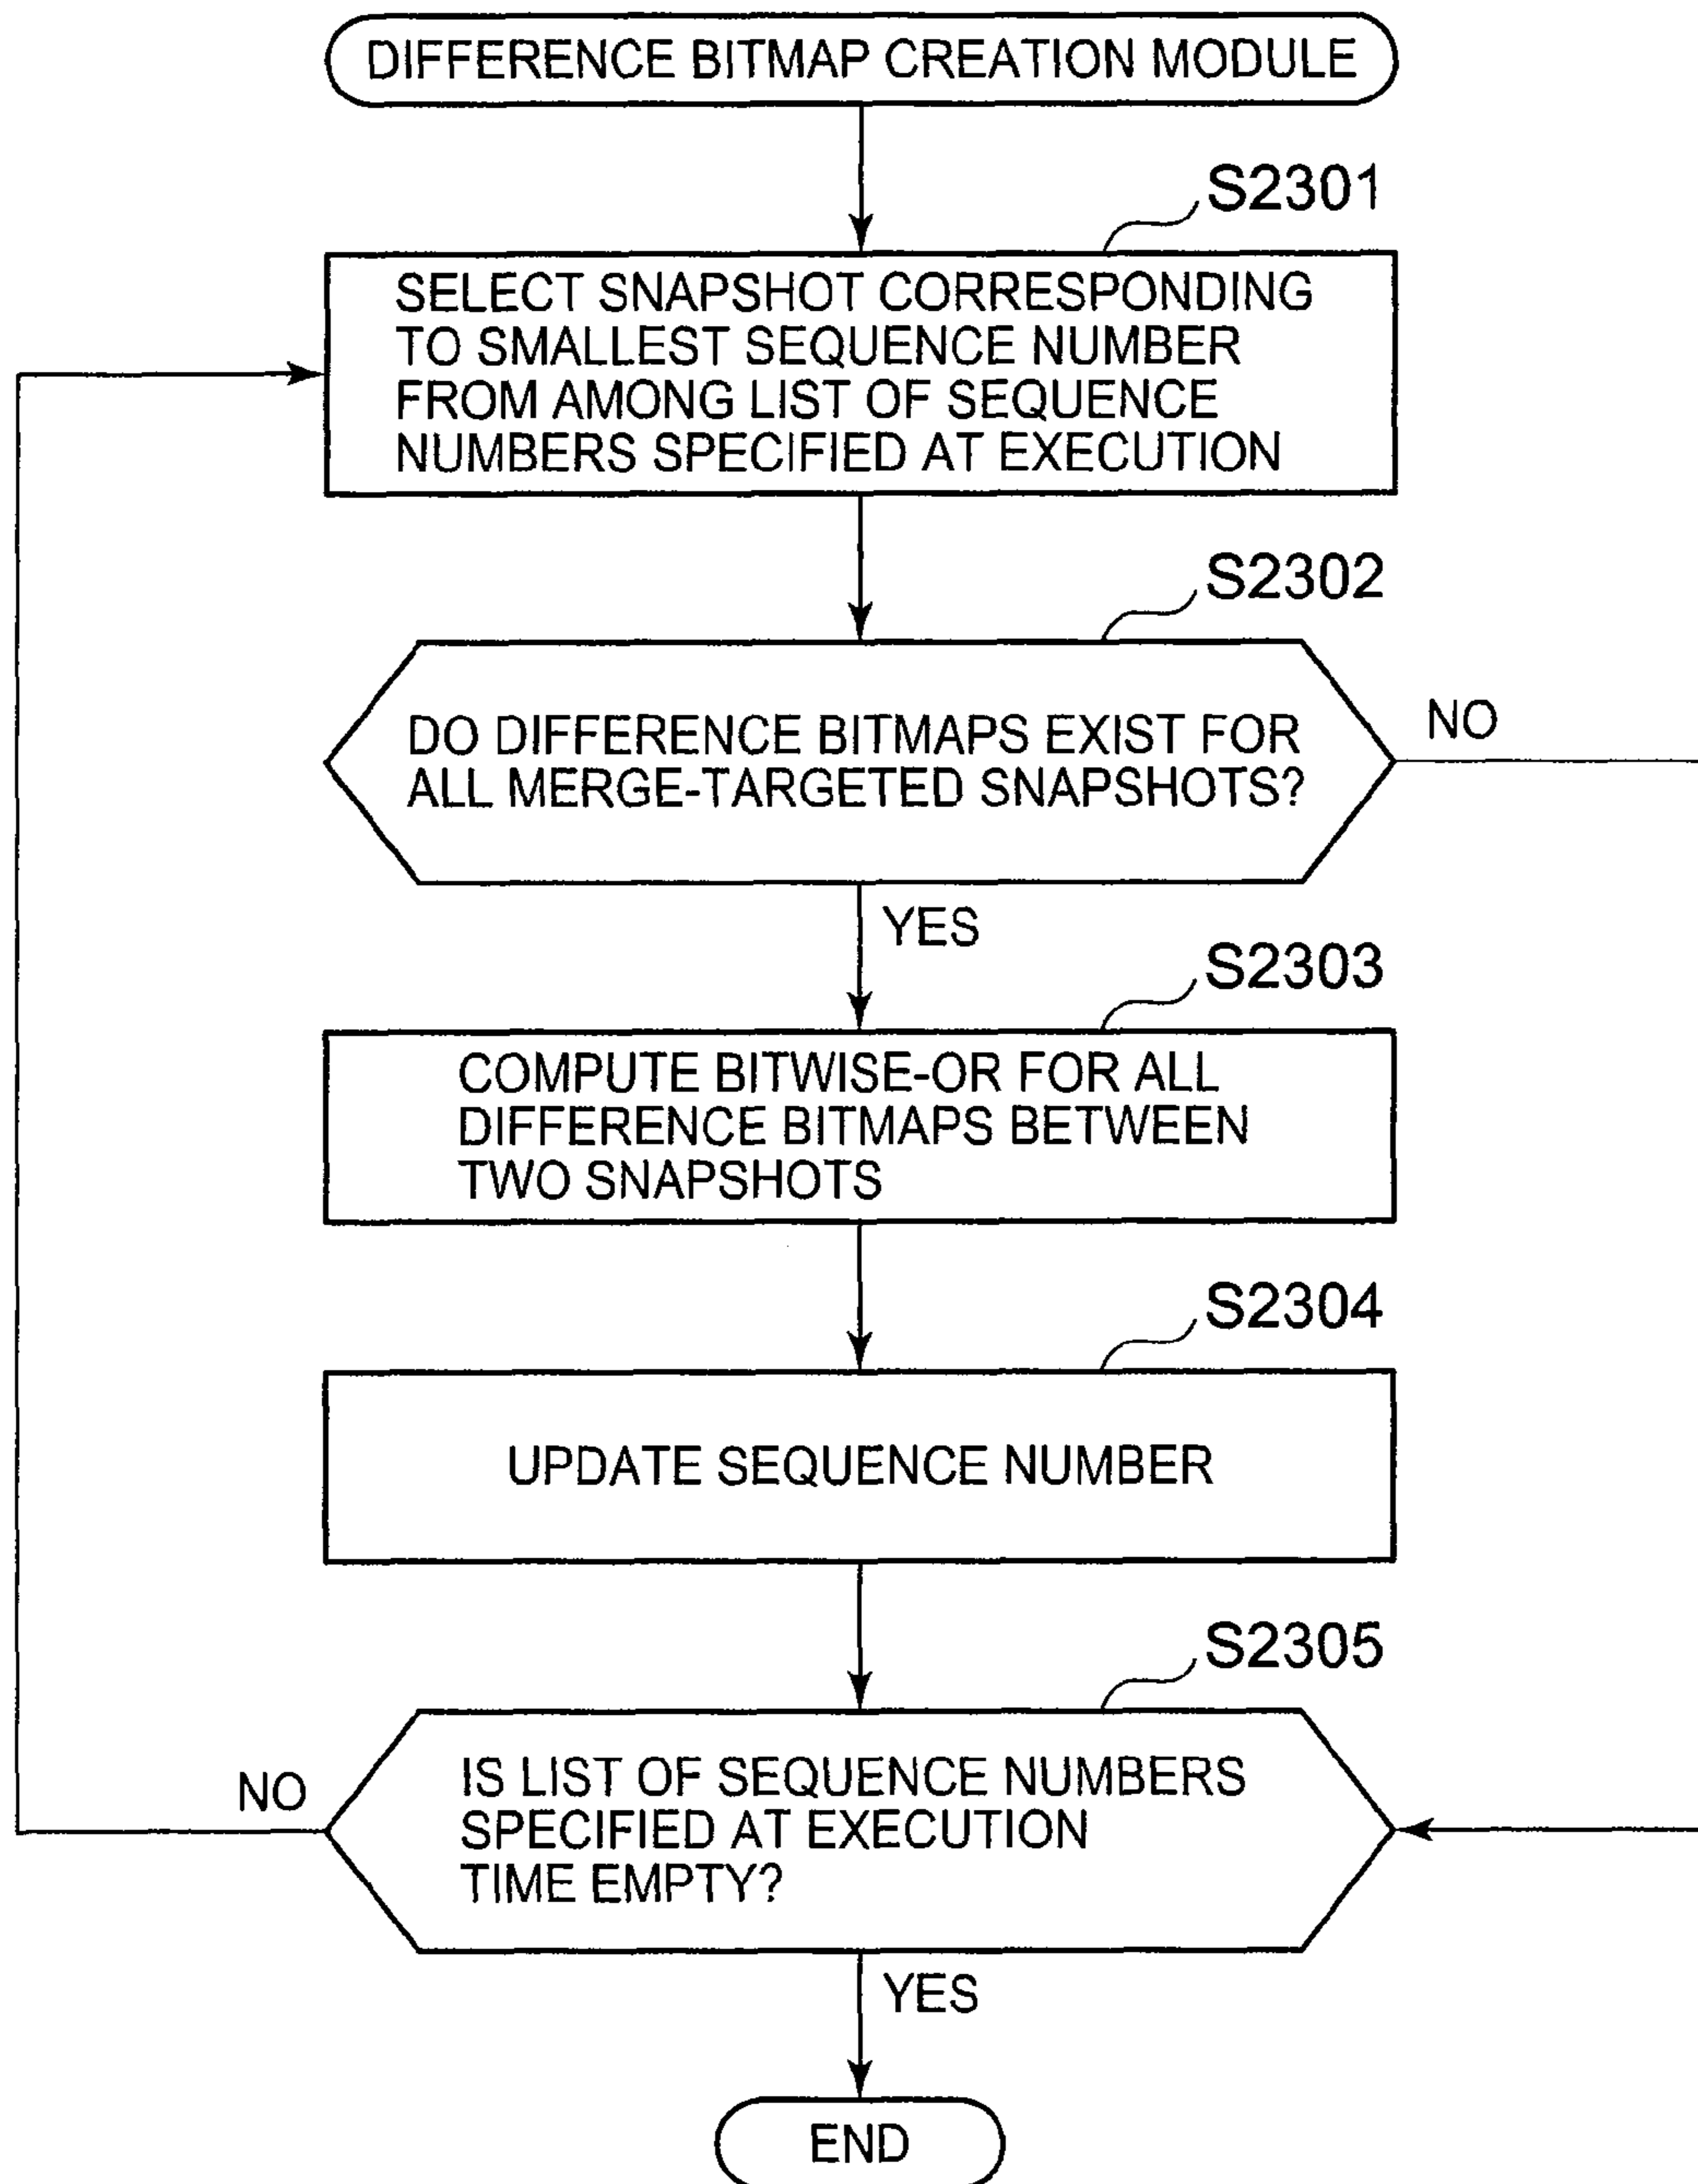 DIFFERENCE BITMAP CREATION MODULE
S2301
SELECT SNAPSHOT CORRESPONDING
TO SMALLEST SEQUENCE NUMBER
FROM AMONG LIST OF SEQUENCE
NUMBERS SPECIFIED AT EXECUTION
S2302
DO DIFFERENCE BITMAPS EXIST FOR
ALL MERGE-TARGETED SNAPSHOTS?
NO
YES
S2303
COMPUTE BITWISE-OR FOR ALL
DIFFERENCE BITMAPS BETWEEN
TWO SNAPSHOTS
S2304
UPDATE SEQUENCE NUMBER
S2305
IS LIST OF SEQUENCE NUMBERS
SPECIFIED AT EXECUTION
TIME EMPTY?
NO
YES
END